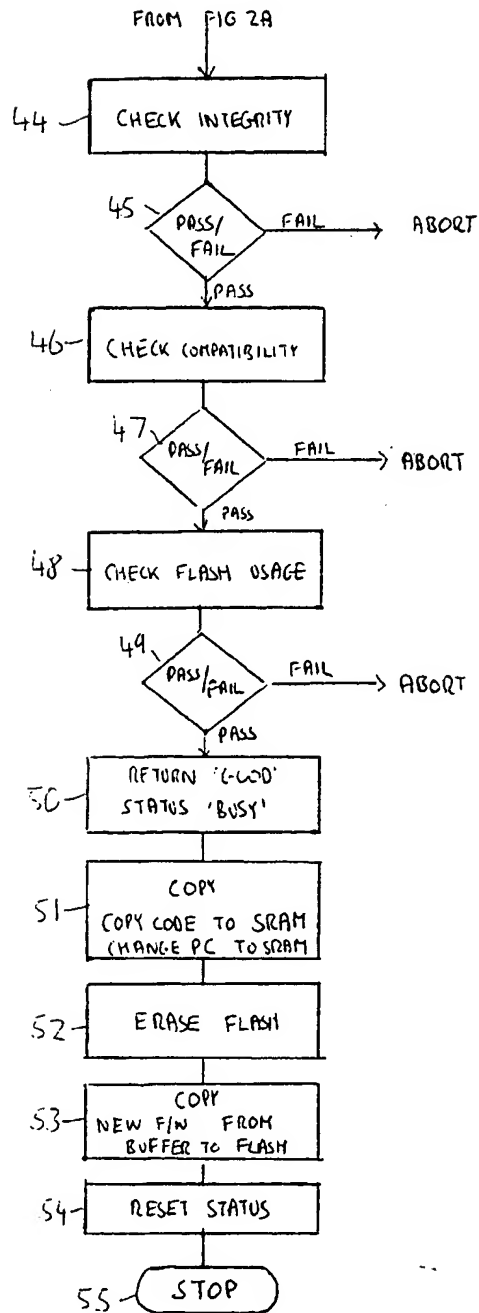 FROM FIG 2A
44
CHECK INTEGRITY
45
PASS/
FAIL
FAIL
ABORT
PASS
46
CHECK COMPATIBILITY
47
PASS/
FAIL
FAIL
ABORT
PASS
48
CHECK FLASH USAGE
49
PASS/
FAIL
FAIL
ABORT
PASS
50
RETURN 'GOOD'
STATUS 'BUSY'
51
COPY
COPY CODE TO SRAM
CHANGE PC TO SRAM
52
ERASE FLASH
53
COPY
NEW F/W FROM
BUFFER TO FLASH
54
RESET STATUS
55
STOP